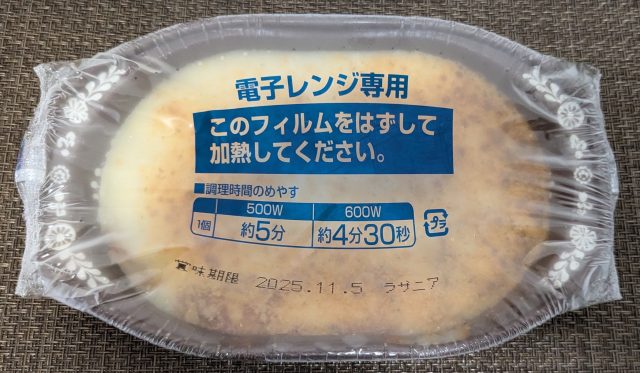 電子レンジ専用
このフィルムをはずして
加熱してください。
■調理時間のめやす
500W 600W
1個 約5分 約4分30秒
プラ
賞味期限 2025.11.5 ラザニア